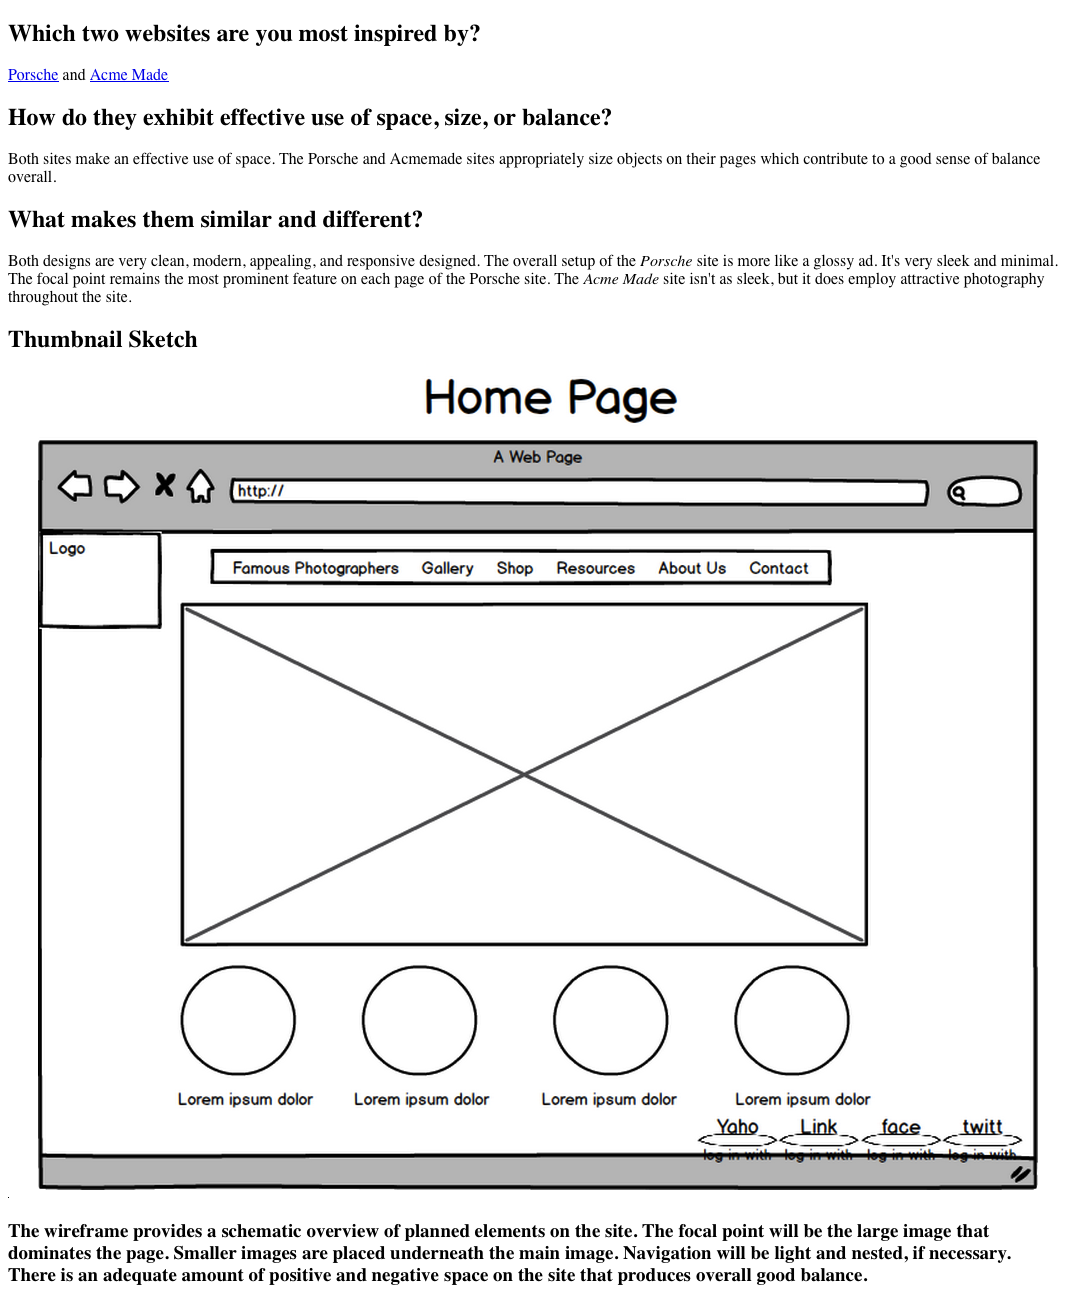 Which two websites are you most inspired by?
Porsche and Acme Made
How do they exhibit effective use of space, size, or balance?
Both sites make an effective use of space. The Porsche and Acmemade sites appropriately size objects on their pages which contribute to a good sense of balance
overall.
What makes them similar and different?
Both designs are very clean, modern, appealing, and responsive designed. The overall setup of the Porsche site is more like a glossy ad. It's very sleek and minimal.
The focal point remains the most prominent feature on each page of the Porsche site. The Acme Made site isn't as sleek, but it does employ attractive photography
throughout the site.
Thumbnail Sketch
Home Page
A Web Page
http://
Logo
Famous Photographers Gallery Shop Resources About Us Contact
Lorem ipsum dolor Lorem ipsum dolor Lorem ipsum dolor Lorem ipsum dolor
Yaho Link face twitt
log in with log in with log in with log in with
The wireframe provides a schematic overview of planned elements on the site. The focal point will be the large image that
dominates the page. Smaller images are placed underneath the main image. Navigation will be light and nested, if necessary.
There is an adequate amount of positive and negative space on the site that produces overall good balance.